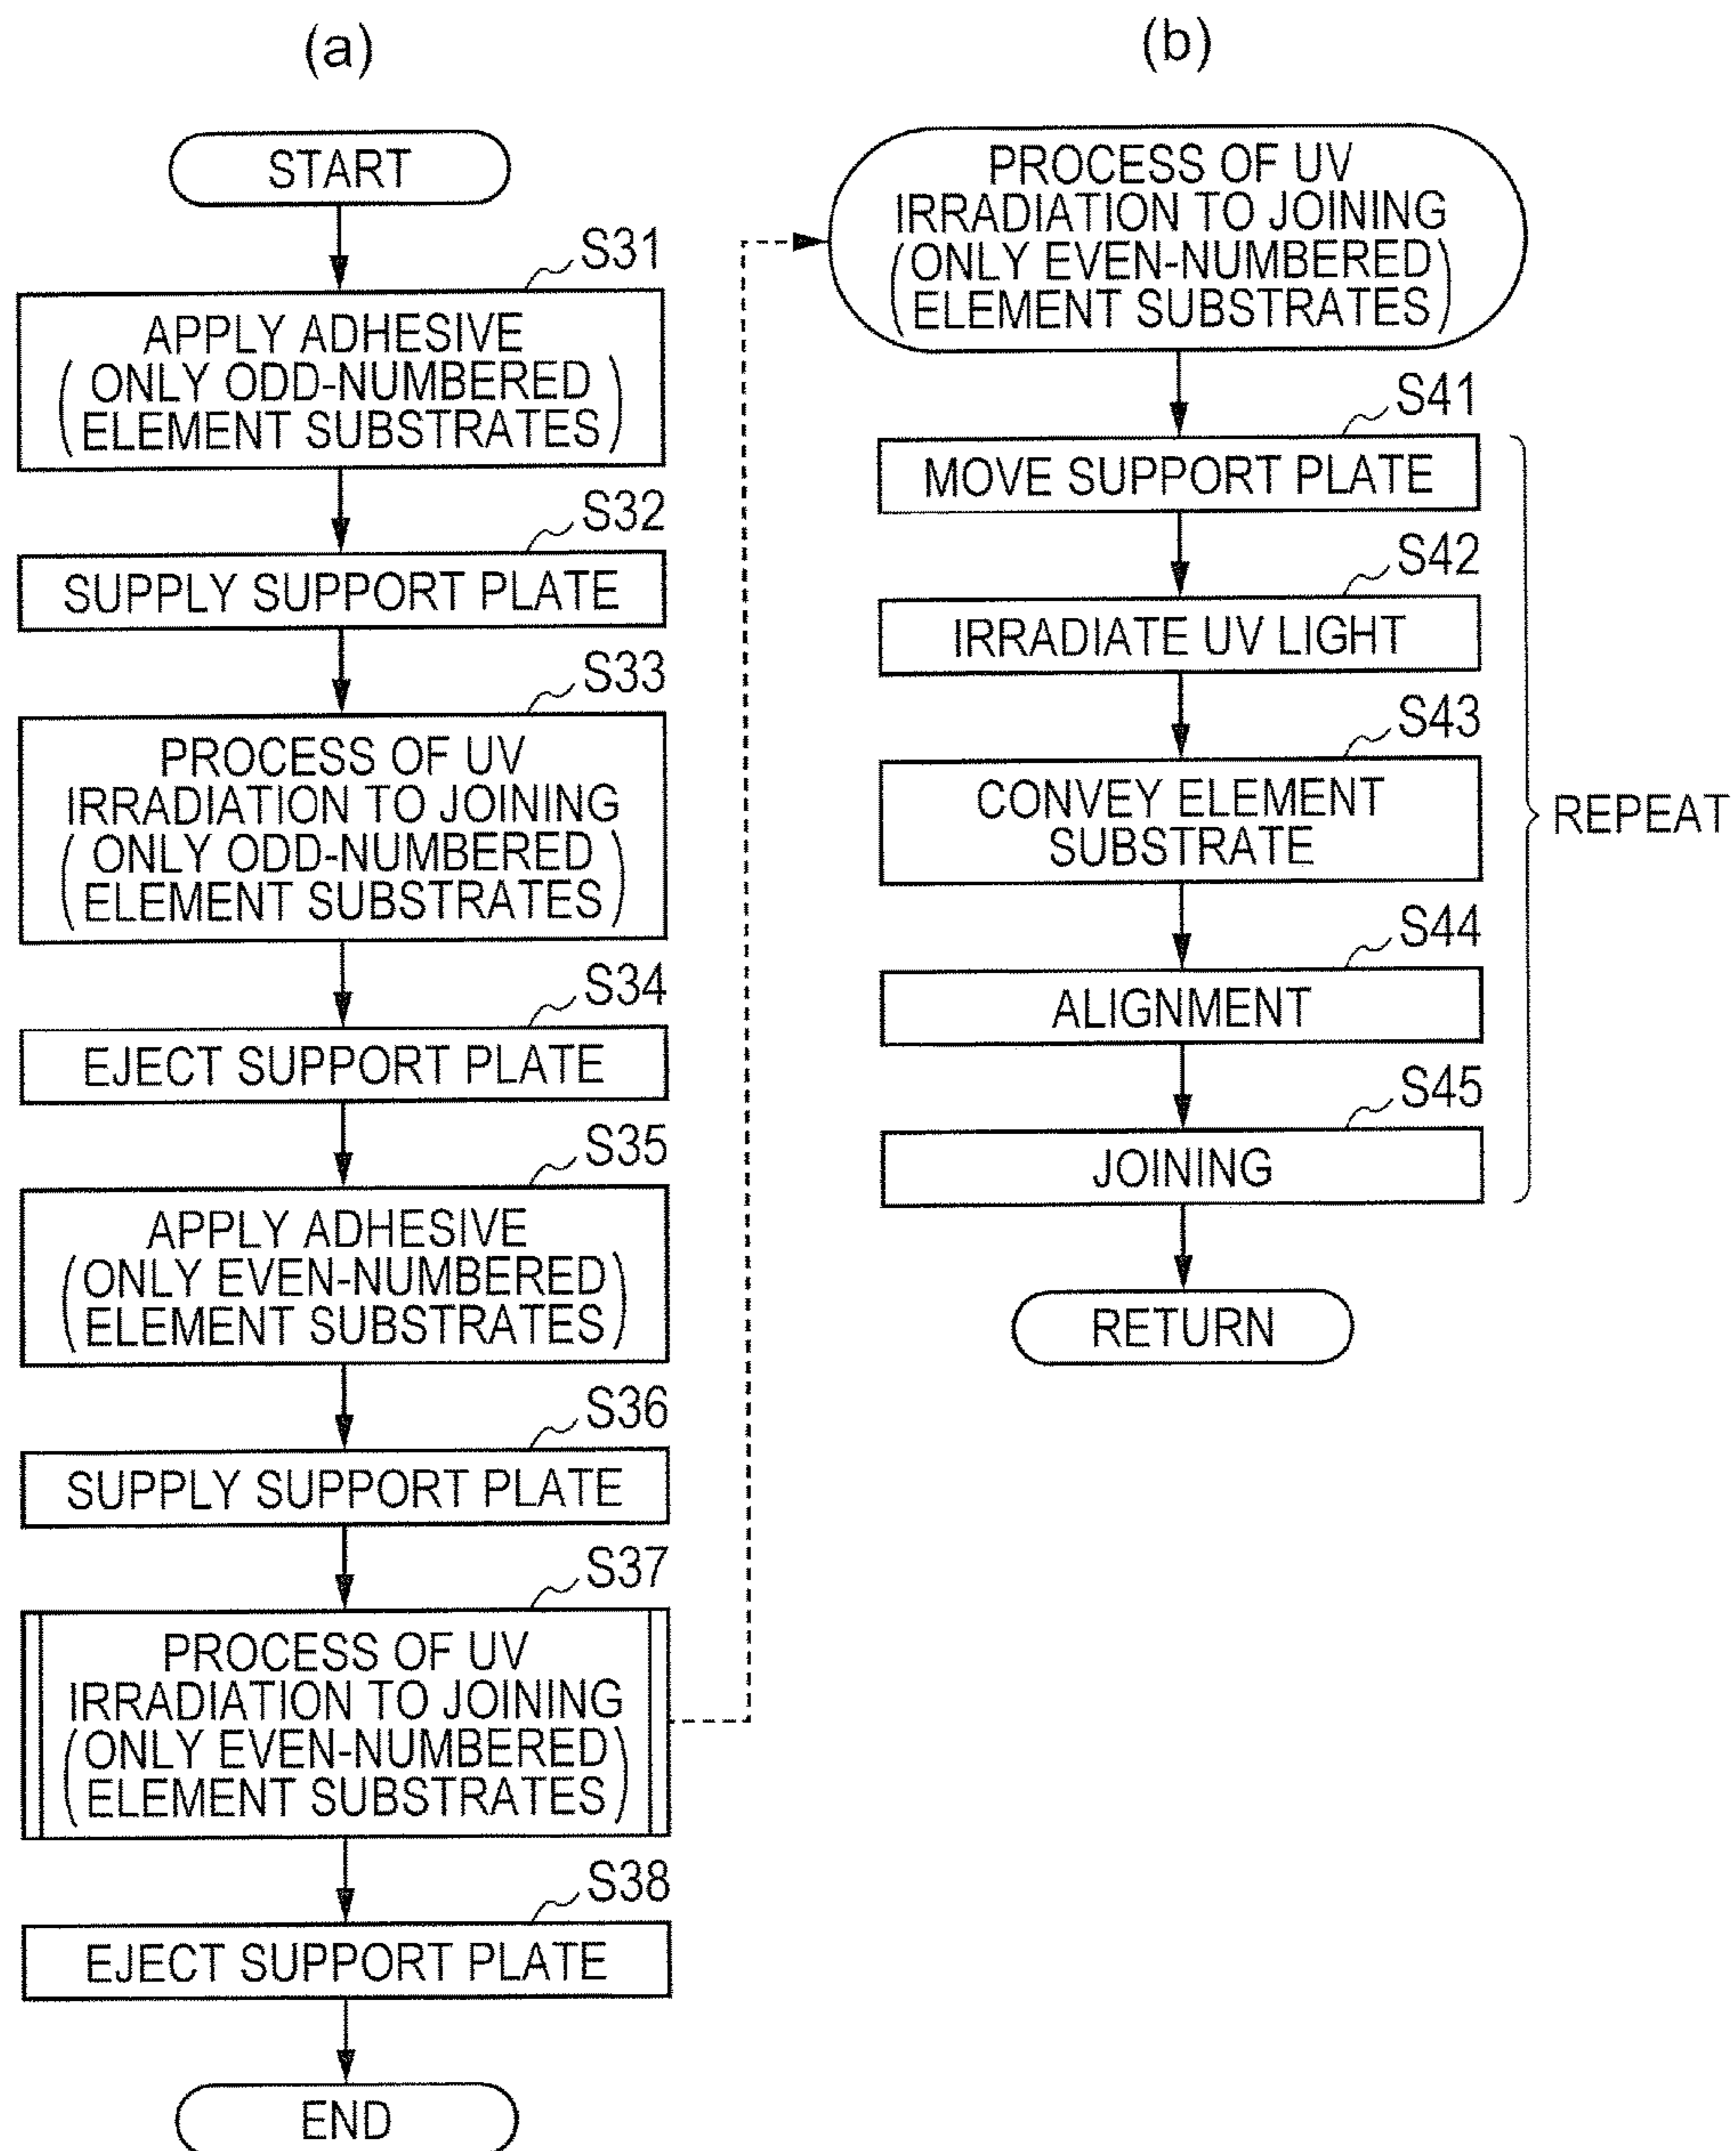 (a)
START
S31
APPLY ADHESIVE
(ONLY ODD-NUMBERED
ELEMENT SUBSTRATES)
S32
SUPPLY SUPPORT PLATE
S33
PROCESS OF UV
IRRADIATION TO JOINING
(ONLY ODD-NUMBERED
ELEMENT SUBSTRATES)
S34
EJECT SUPPORT PLATE
S35
APPLY ADHESIVE
(ONLY EVEN-NUMBERED
ELEMENT SUBSTRATES)
S36
SUPPLY SUPPORT PLATE
S37
PROCESS OF UV
IRRADIATION TO JOINING
(ONLY EVEN-NUMBERED
ELEMENT SUBSTRATES)
S38
EJECT SUPPORT PLATE
END
(b)
PROCESS OF UV
IRRADIATION TO JOINING
(ONLY EVEN-NUMBERED
ELEMENT SUBSTRATES)
S41
MOVE SUPPORT PLATE
S42
IRRADIATE UV LIGHT
S43
CONVEY ELEMENT
SUBSTRATE
S44
ALIGNMENT
S45
JOINING
REPEAT
RETURN